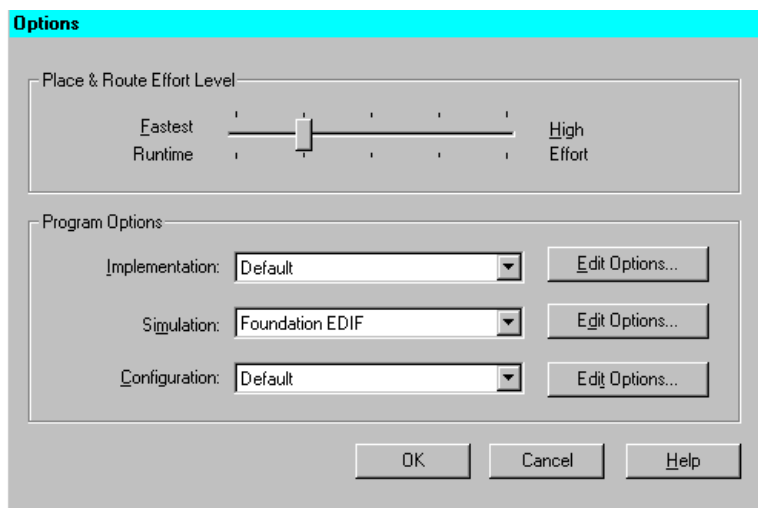 Options
Place & Route Effort Level
Fastest
Runtime
High
Effort
Program Options
Implementation: Default Edit Options...
Simulation: Foundation EDIF Edit Options...
Configuration: Default Edit Options...
OK Cancel Help